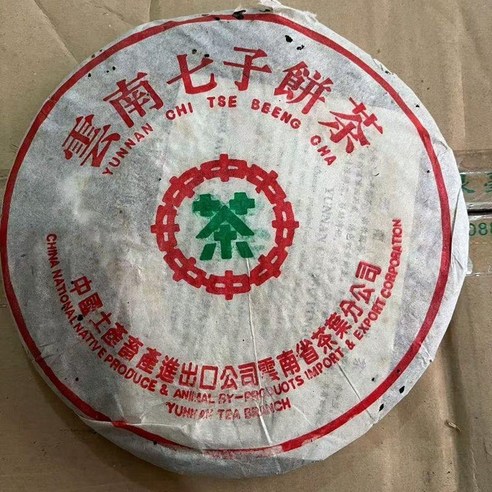 雲南七子餅茶
YUNNAN CHI TSE BEENG CHA
茶
中國土產畜產進出口公司雲南省茶葉分公司
CHINA NATIONAL NATIVE PRODUCE & ANIMAL BY-PRODUCTS IMPORT & EXPORT CORPORATION
YUNNAN TEA BRANCH